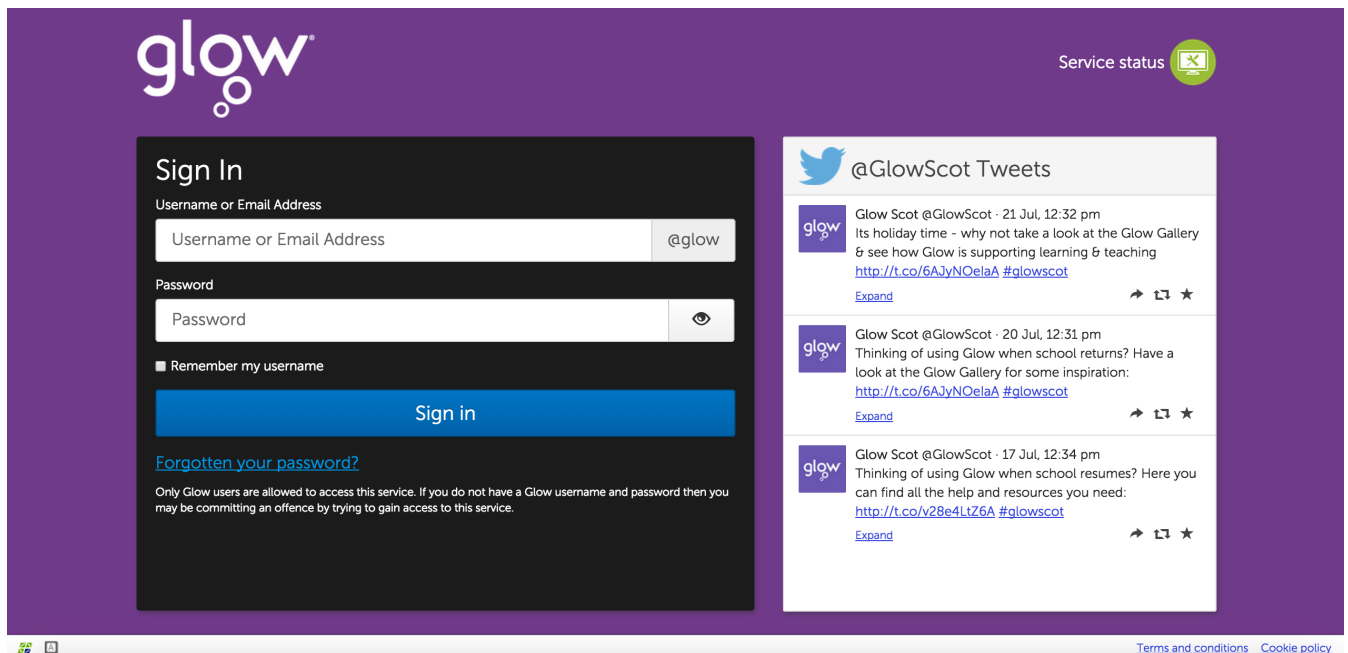 glow
Service status
Sign In
Username or Email Address
Username or Email Address
@glow
Password
Password
Remember my username
Sign in
Forgotten your password?
Only Glow users are allowed to access this service. If you do not have a Glow username and password then you
may be committing an offence by trying to gain access to this service.
@GlowScot Tweets
glow
Glow Scot @GlowScot · 21 Jul, 12:32 pm
Its holiday time - why not take a look at the Glow Gallery
& see how Glow is supporting learning & teaching
http://t.co/6AJyNOeIaA #glowscot
Expand
glow
Glow Scot @GlowScot · 20 Jul, 12:31 pm
Thinking of using Glow when school returns? Have a
look at the Glow Gallery for some inspiration:
http://t.co/6AJyNOeIaA #glowscot
Expand
glow
Glow Scot @GlowScot · 17 Jul, 12:34 pm
Thinking of using Glow when school resumes? Here you
can find all the help and resources you need:
http://t.co/v28e4LtZ6A #glowscot
Expand
A
Terms and conditions Cookie policy